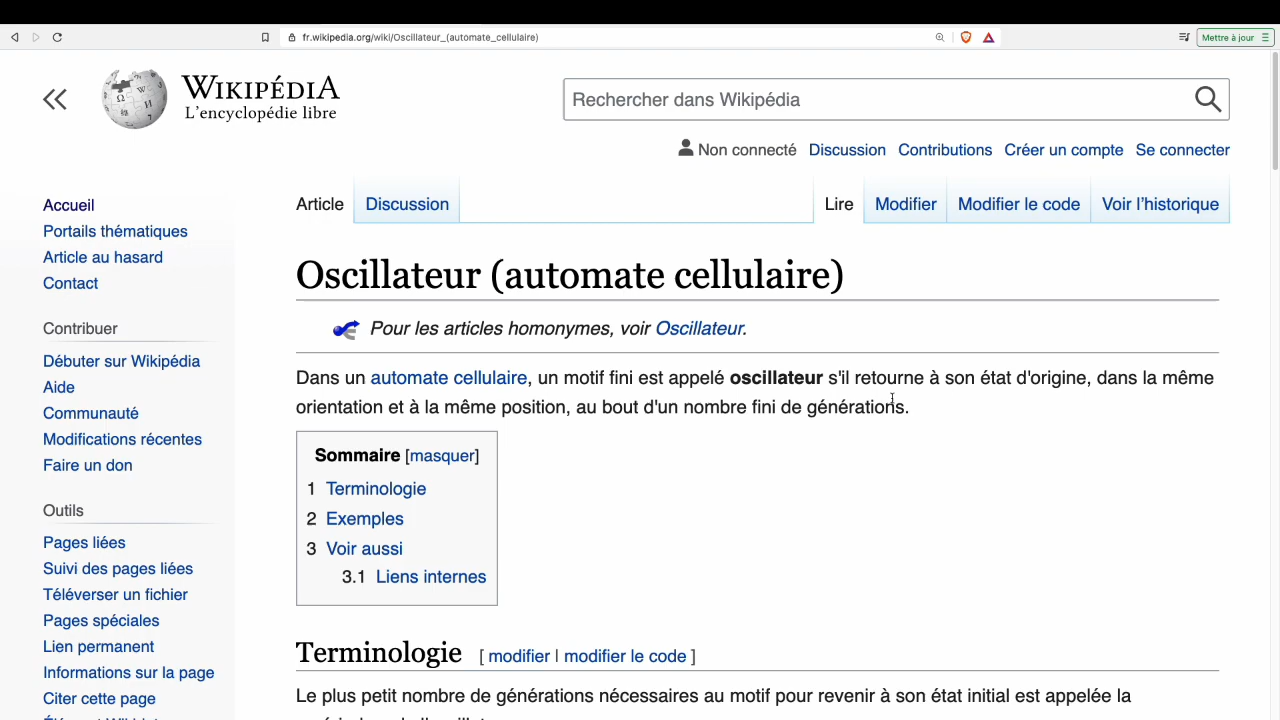 fr.wikipedia.org/wiki/Oscillateur_(automate_cellulaire)
Mettre à jour
WIKIPÉDIA
L'encyclopédie libre
Rechercher dans Wikipédia
Non connecté Discussion Contributions Créer un compte Se connecter
Article Discussion Lire Modifier Modifier le code Voir l'historique
Accueil
Portails thématiques
Article au hasard
Contact
Contribuer
Débuter sur Wikipédia
Aide
Communauté
Modifications récentes
Faire un don
Outils
Pages liées
Suivi des pages liées
Téléverser un fichier
Pages spéciales
Lien permanent
Informations sur la page
Citer cette page
Oscillateur (automate cellulaire)
Pour les articles homonymes, voir Oscillateur.
Dans un automate cellulaire, un motif fini est appelé oscillateur s'il retourne à son état d'origine, dans la même
orientation et à la même position, au bout d'un nombre fini de générations.
Sommaire [masquer]
1 Terminologie
2 Exemples
3 Voir aussi
3.1 Liens internes
Terminologie [ modifier | modifier le code ]
Le plus petit nombre de générations nécessaires au motif pour revenir à son état initial est appelée la